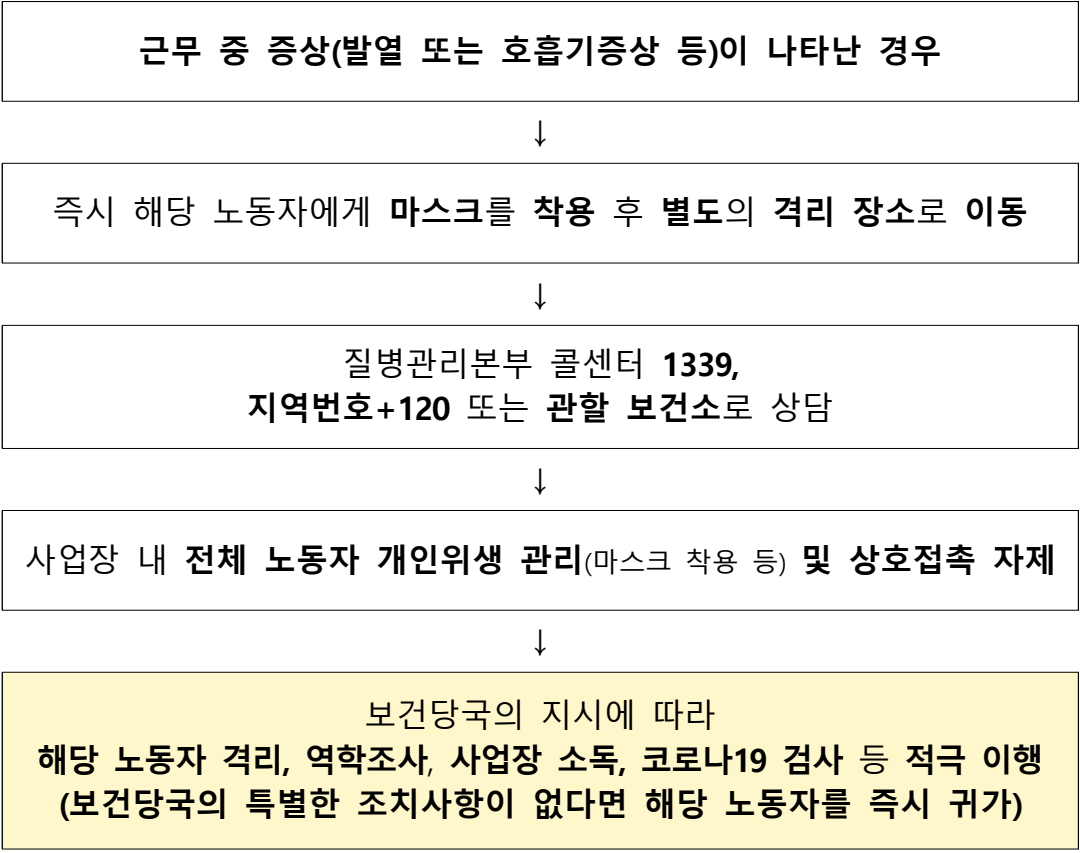 근무 중 증상(발열 또는 호흡기증상 등)이 나타난 경우
↓
즉시 해당 노동자에게 마스크를 착용 후 별도의 격리 장소로 이동
↓
질병관리본부 콜센터 1339,
지역번호+120 또는 관할 보건소로 상담
↓
사업장 내 전체 노동자 개인위생 관리(마스크 착용 등) 및 상호접촉 자제
↓
보건당국의 지시에 따라
해당 노동자 격리, 역학조사, 사업장 소독, 코로나19 검사 등 적극 이행
(보건당국의 특별한 조치사항이 없다면 해당 노동자를 즉시 귀가)